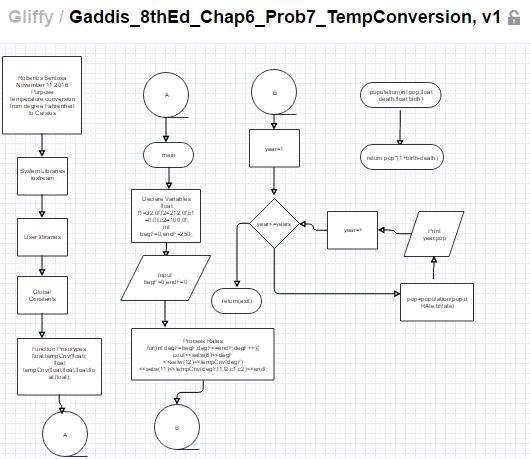 Gliffy / Gaddis_8thEd_Chap6_Prob7_TempConversion, v1
Robertus Sentosa
November 11,2016
Purpose
Temperature conversion
from degree Fahrenheit
to Celsius
System Libraries
iostream
User libraries
Global
Constants
Function Prototypes
float tempCnv(float);
float
tempCnv(float,float,float,flo
at,float);
A
A
main
Declare Variables
float
f1=32.0f,f2=212.0f,c1
=0.0f,c2=100.0f;
int
begF=0,endF=250;
Input
begF=0,endF=0
Process Rates
for(int degF=begF;degF<=endF;degF++){
cout<<setw(6)<<degF
<<setw(12)<<tempCnv(degF)
<<setw(11)<<tempCnv(degF,f1,f2,c1,c2)<<endl;
B
B
year=1
year<=years
return(exit)
year++
Print
year,pop
pop=population(pop,d
RAte,bRate)
population(int pop,float
death,float birth)
return pop*(1+birth-death)